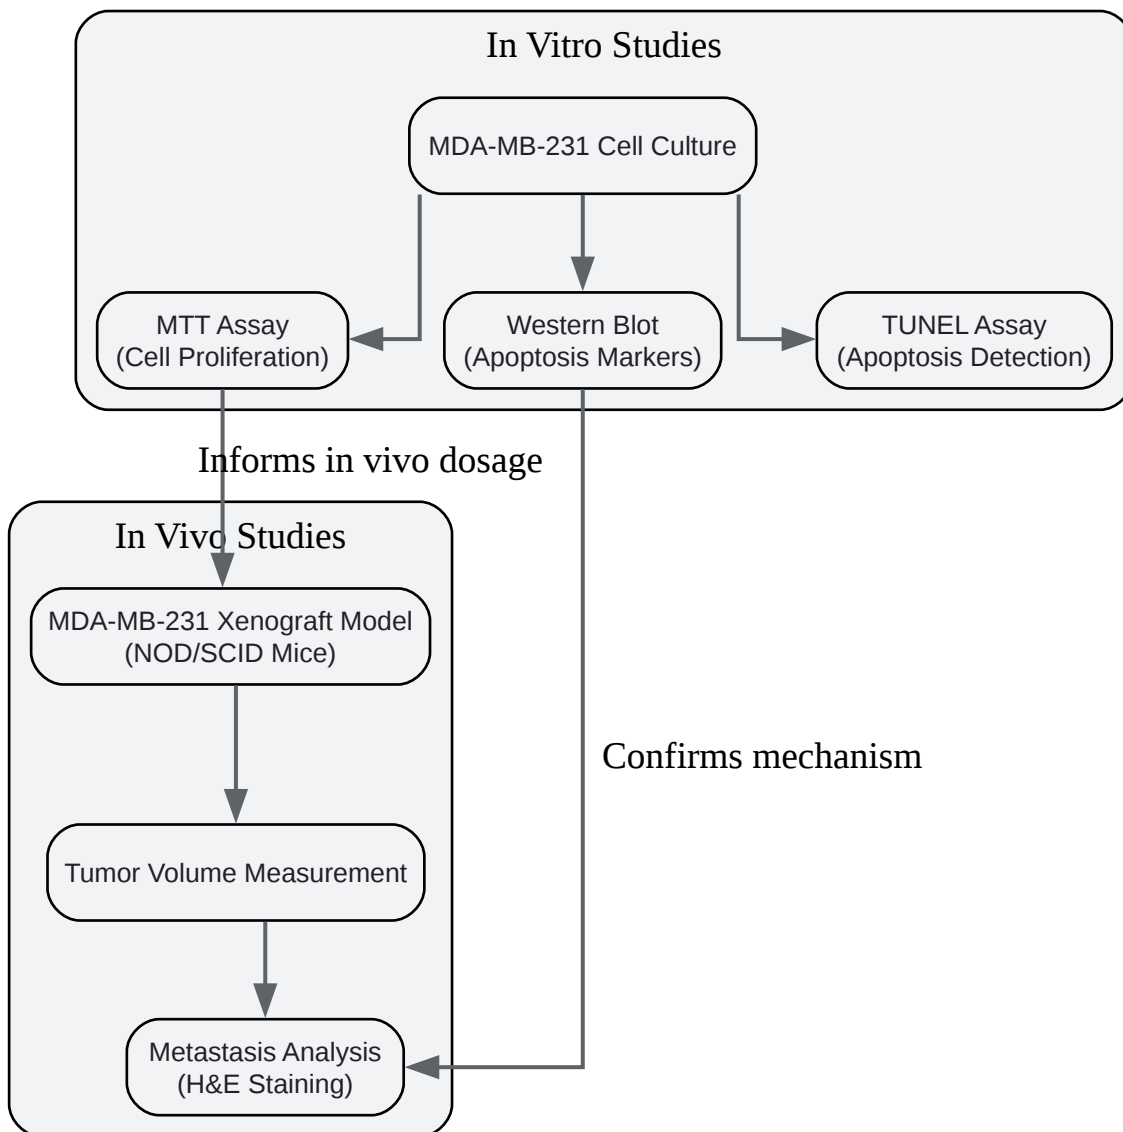 In Vitro Studies
MDA-MB-231 Cell Culture
MTT Assay
(Cell Proliferation)
Western Blot
(Apoptosis Markers)
TUNEL Assay
(Apoptosis Detection)
Informs in vivo dosage
In Vivo Studies
MDA-MB-231 Xenograft Model
(NOD/SCID Mice)
Confirms mechanism
Tumor Volume Measurement
Metastasis Analysis
(H&E Staining)